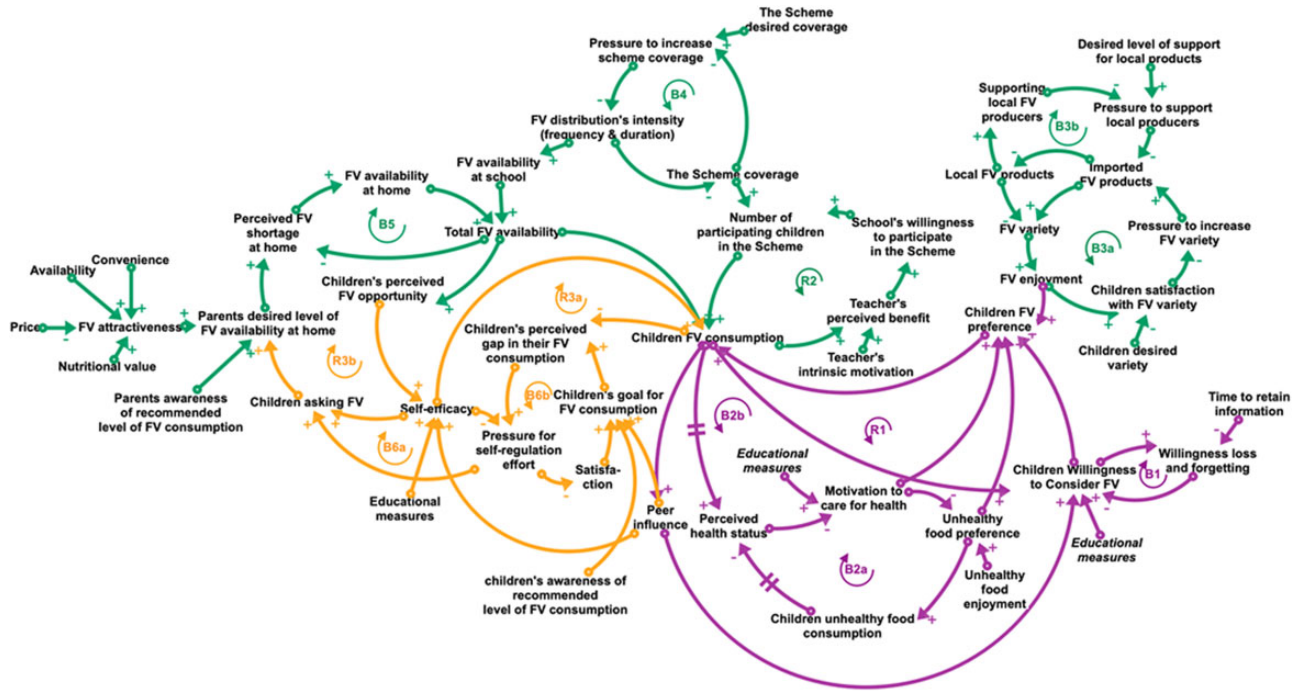 The Scheme
desired coverage
Pressure to increase
scheme coverage
Desired level of support
for local products
Supporting
local FV
producers
Pressure to support
local producers
B4
B3b
FV distribution's intensity
(frequency & duration)
FV availability
at school
FV availability
at home
The Scheme coverage
Local FV products
Imported
FV products
Perceived FV
shortage
at home
B5
Total FV availability
Number of
participating children
in the Scheme
School's willingness
to participate
in the Scheme
FV variety
Pressure to increase
FV variety
B3a
Availability
Convenience
Children's perceived
FV opportunity
R2
FV enjoyment
Children satisfaction
with FV variety
R3a
Price
FV attractiveness
Parents desired level of
FV availability at home
Children's perceived
gap in their FV
consumption
Children FV consumption
Teacher's
perceived benefit
Children FV
preference
Nutritional value
R3b
Teacher's
intrinsic motivation
Children desired
variety
Parents awareness
of recommended
level of FV consumption
Children asking FV
Self-efficacy
B6b
Children's goal for
FV consumption
B2b
R1
Time to retain
information
B6a
Pressure for
self-regulation
effort
Satisfa-
ction
Educational
measures
Children Willingness
to Consider FV
B1
Willingness loss
and forgetting
Educational
measures
Peer
influence
Perceived
health status
Motivation to
care for health
Unhealthy
food preference
Educational
measures
B2a
children's awareness of
recommended
level of FV consumption
Unhealthy
food
enjoyment
Children unhealthy food
consumption